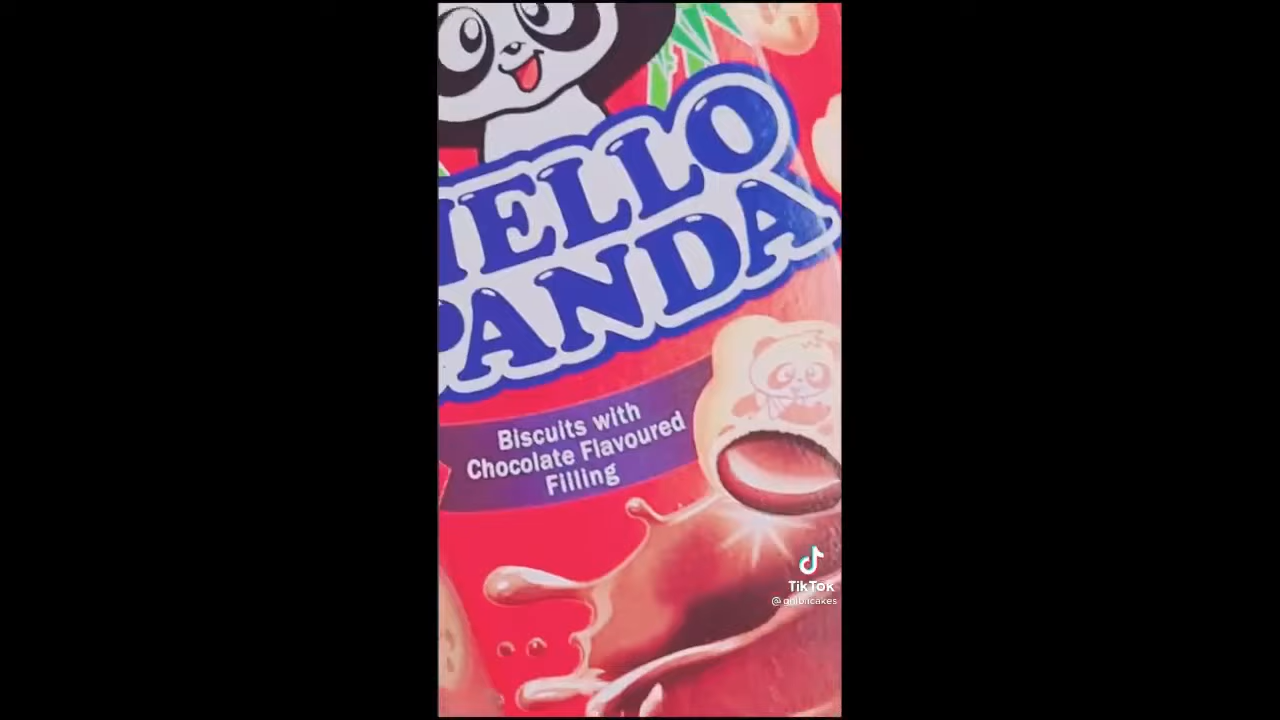 HELLO
PANDA
Biscuits with
Chocolate Flavoured
Filling
TikTok